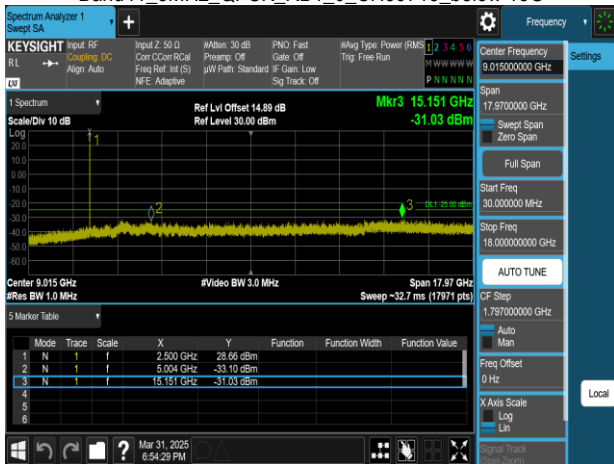 Spectrum Analyzer 1
Swept SA
Frequency
KEYSIGHT
RL
Input: RF
Coupling: DC
Align: Auto
Input Z: 50 Ω
Corr CCorr RCal
Freq Ref: Int (S)
NFE: Adaptive
#Atten: 30 dB
Preamp: Off
µW Path: Standard
PNO: Fast
Gate: Off
IF Gain: Low
Sig Track: Off
#Avg Type: Power (RMS
Trig: Free Run
1 2 3 4 5 6
M W W W W W
P N N N N N
LXI
1 Spectrum
Scale/Div 10 dB
Ref Lvl Offset 14.89 dB
Ref Level 30.00 dBm
Mkr3 15.151 GHz
-31.03 dBm
Log
20.0
10.0
0.00
-10.0
-20.0
-30.0
-40.0
-50.0
-60.0
1
2
3
DL1 -25.00 dBm
Center 9.015 GHz
#Res BW 1.0 MHz
#Video BW 3.0 MHz
Span 17.97 GHz
Sweep ~32.7 ms (17971 pts)
5 Marker Table
Mode Trace Scale X Y Function Function Width Function Value
1 N 1 f 2.500 GHz 28.66 dBm
2 N 1 f 5.004 GHz -33.10 dBm
3 N 1 f 15.151 GHz -31.03 dBm
4
5
6
Mar 31, 2025
6:54:29 PM
Center Frequency
9.015000000 GHz
Span
17.9700000 GHz
Swept Span
Zero Span
Full Span
Start Freq
30.000000 MHz
Stop Freq
18.000000000 GHz
AUTO TUNE
CF Step
1.797000000 GHz
Auto
Man
Freq Offset
0 Hz
X Axis Scale
Log
Lin
Signal Track
(Span Zoom)
Settings
Local